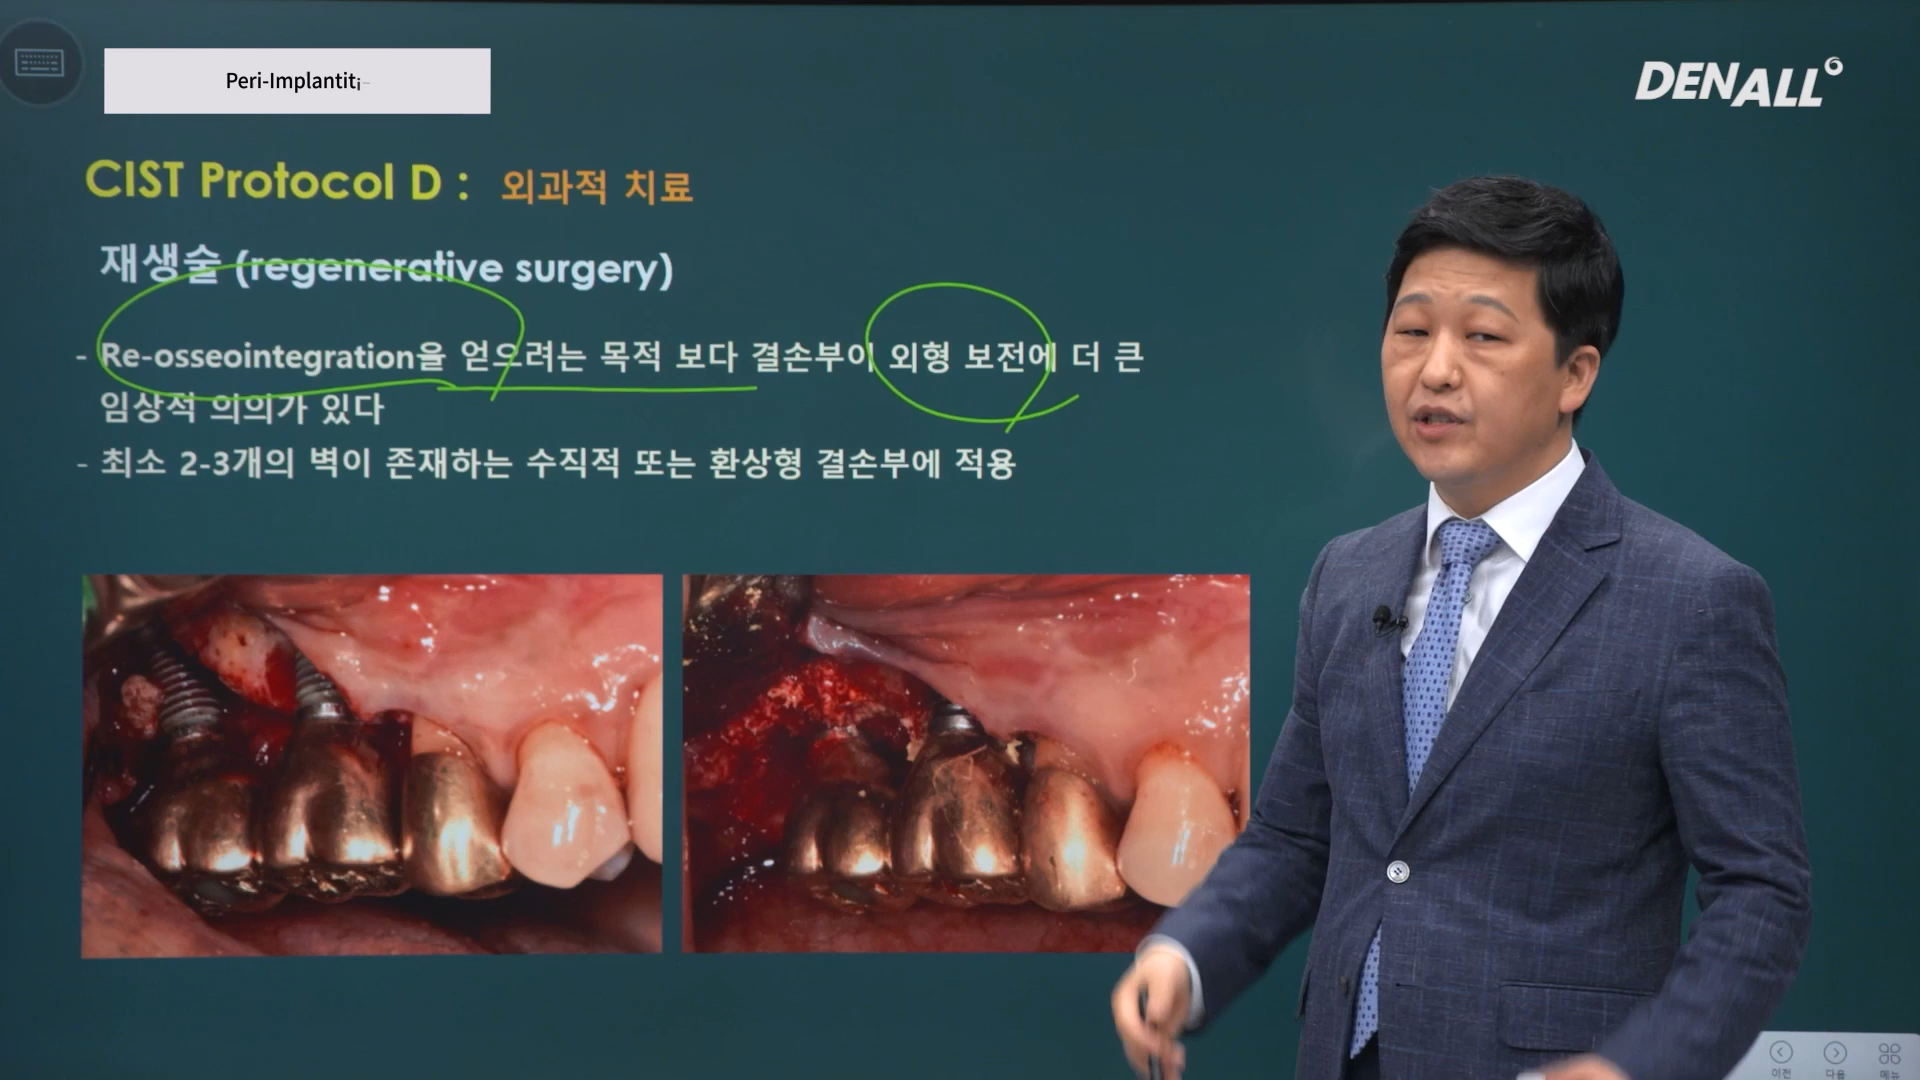 Peri-Implantiti
DENALL
CIST Protocol D : 외과적 치료
재생술 (regenerative surgery)
- Re-osseointegration을 얻으려는 목적 보다 결손부이 외형 보전에 더 큰
임상적 의의가 있다
- 최소 2-3개의 벽이 존재하는 수직적 또는 환상형 결손부에 적용
이전 다음 메뉴